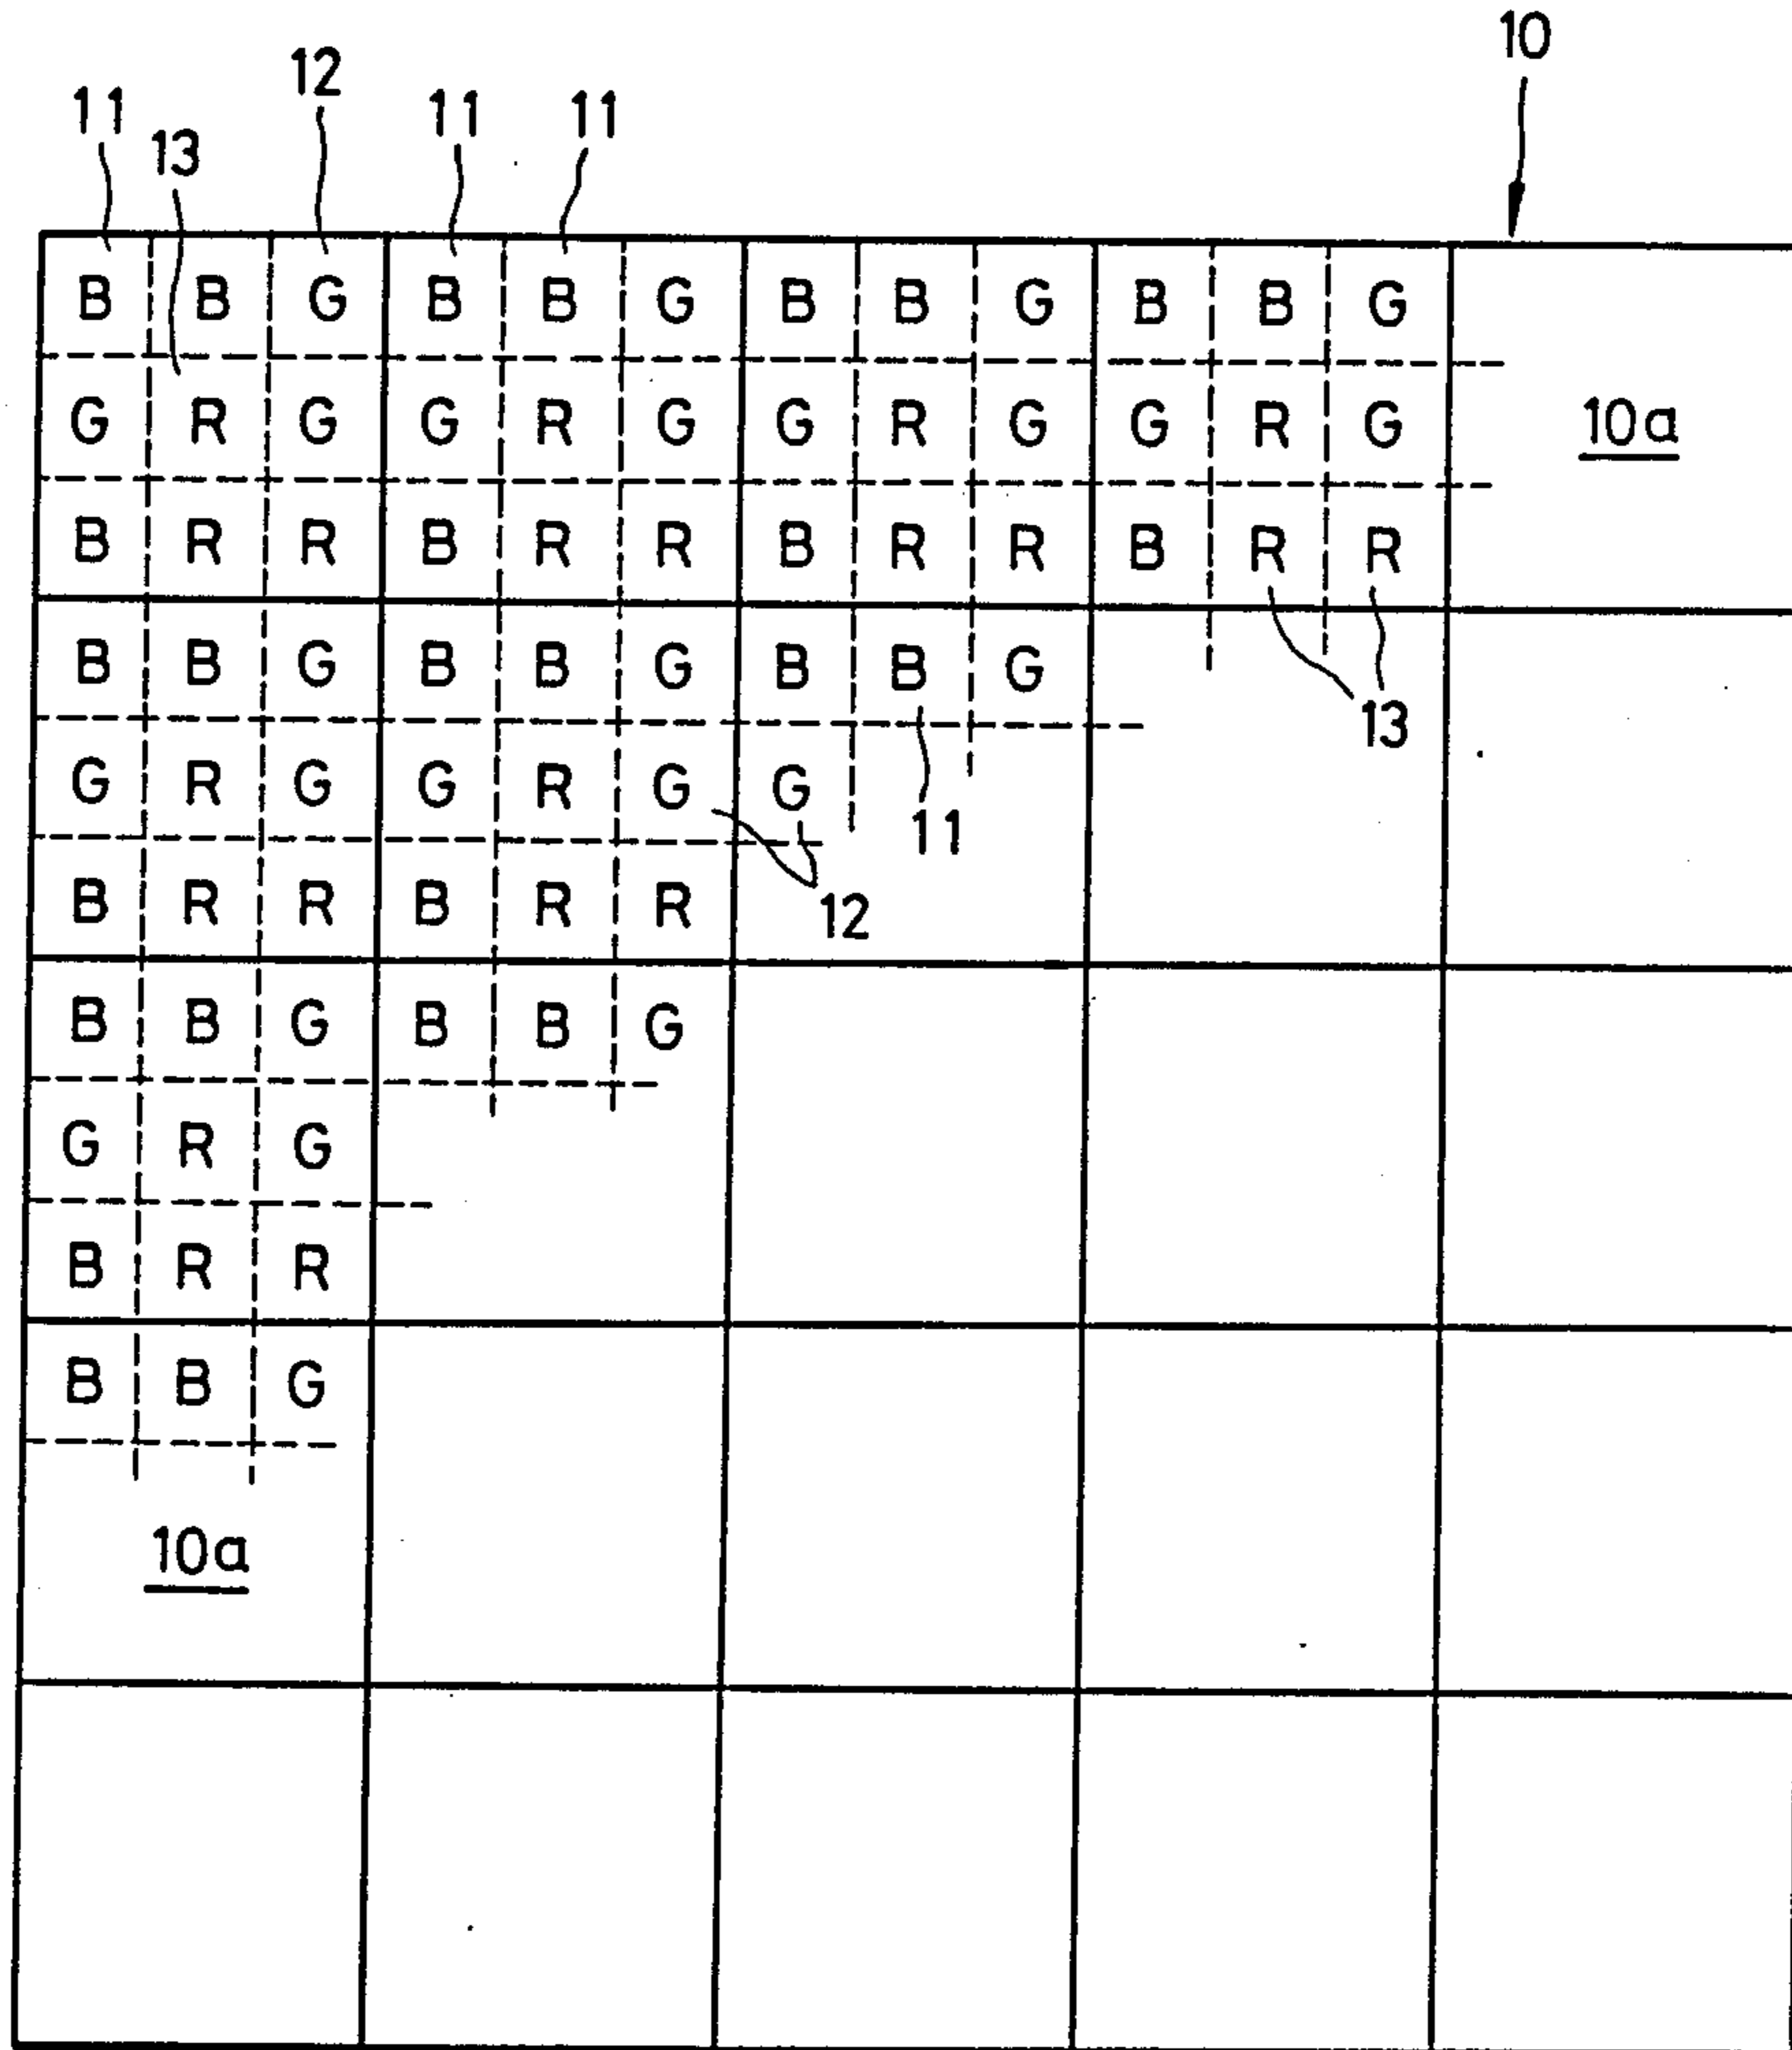 10
12
11 11 11
13
B B G B B G B B G B B G
G R G G R G G R G G R G 10a
B R R B R R B R R B R R
B B G B B G B B G
13
G R G G R G G
11
B R R B R R
12
B B G B B G
G R G
B R R
B B G
10a